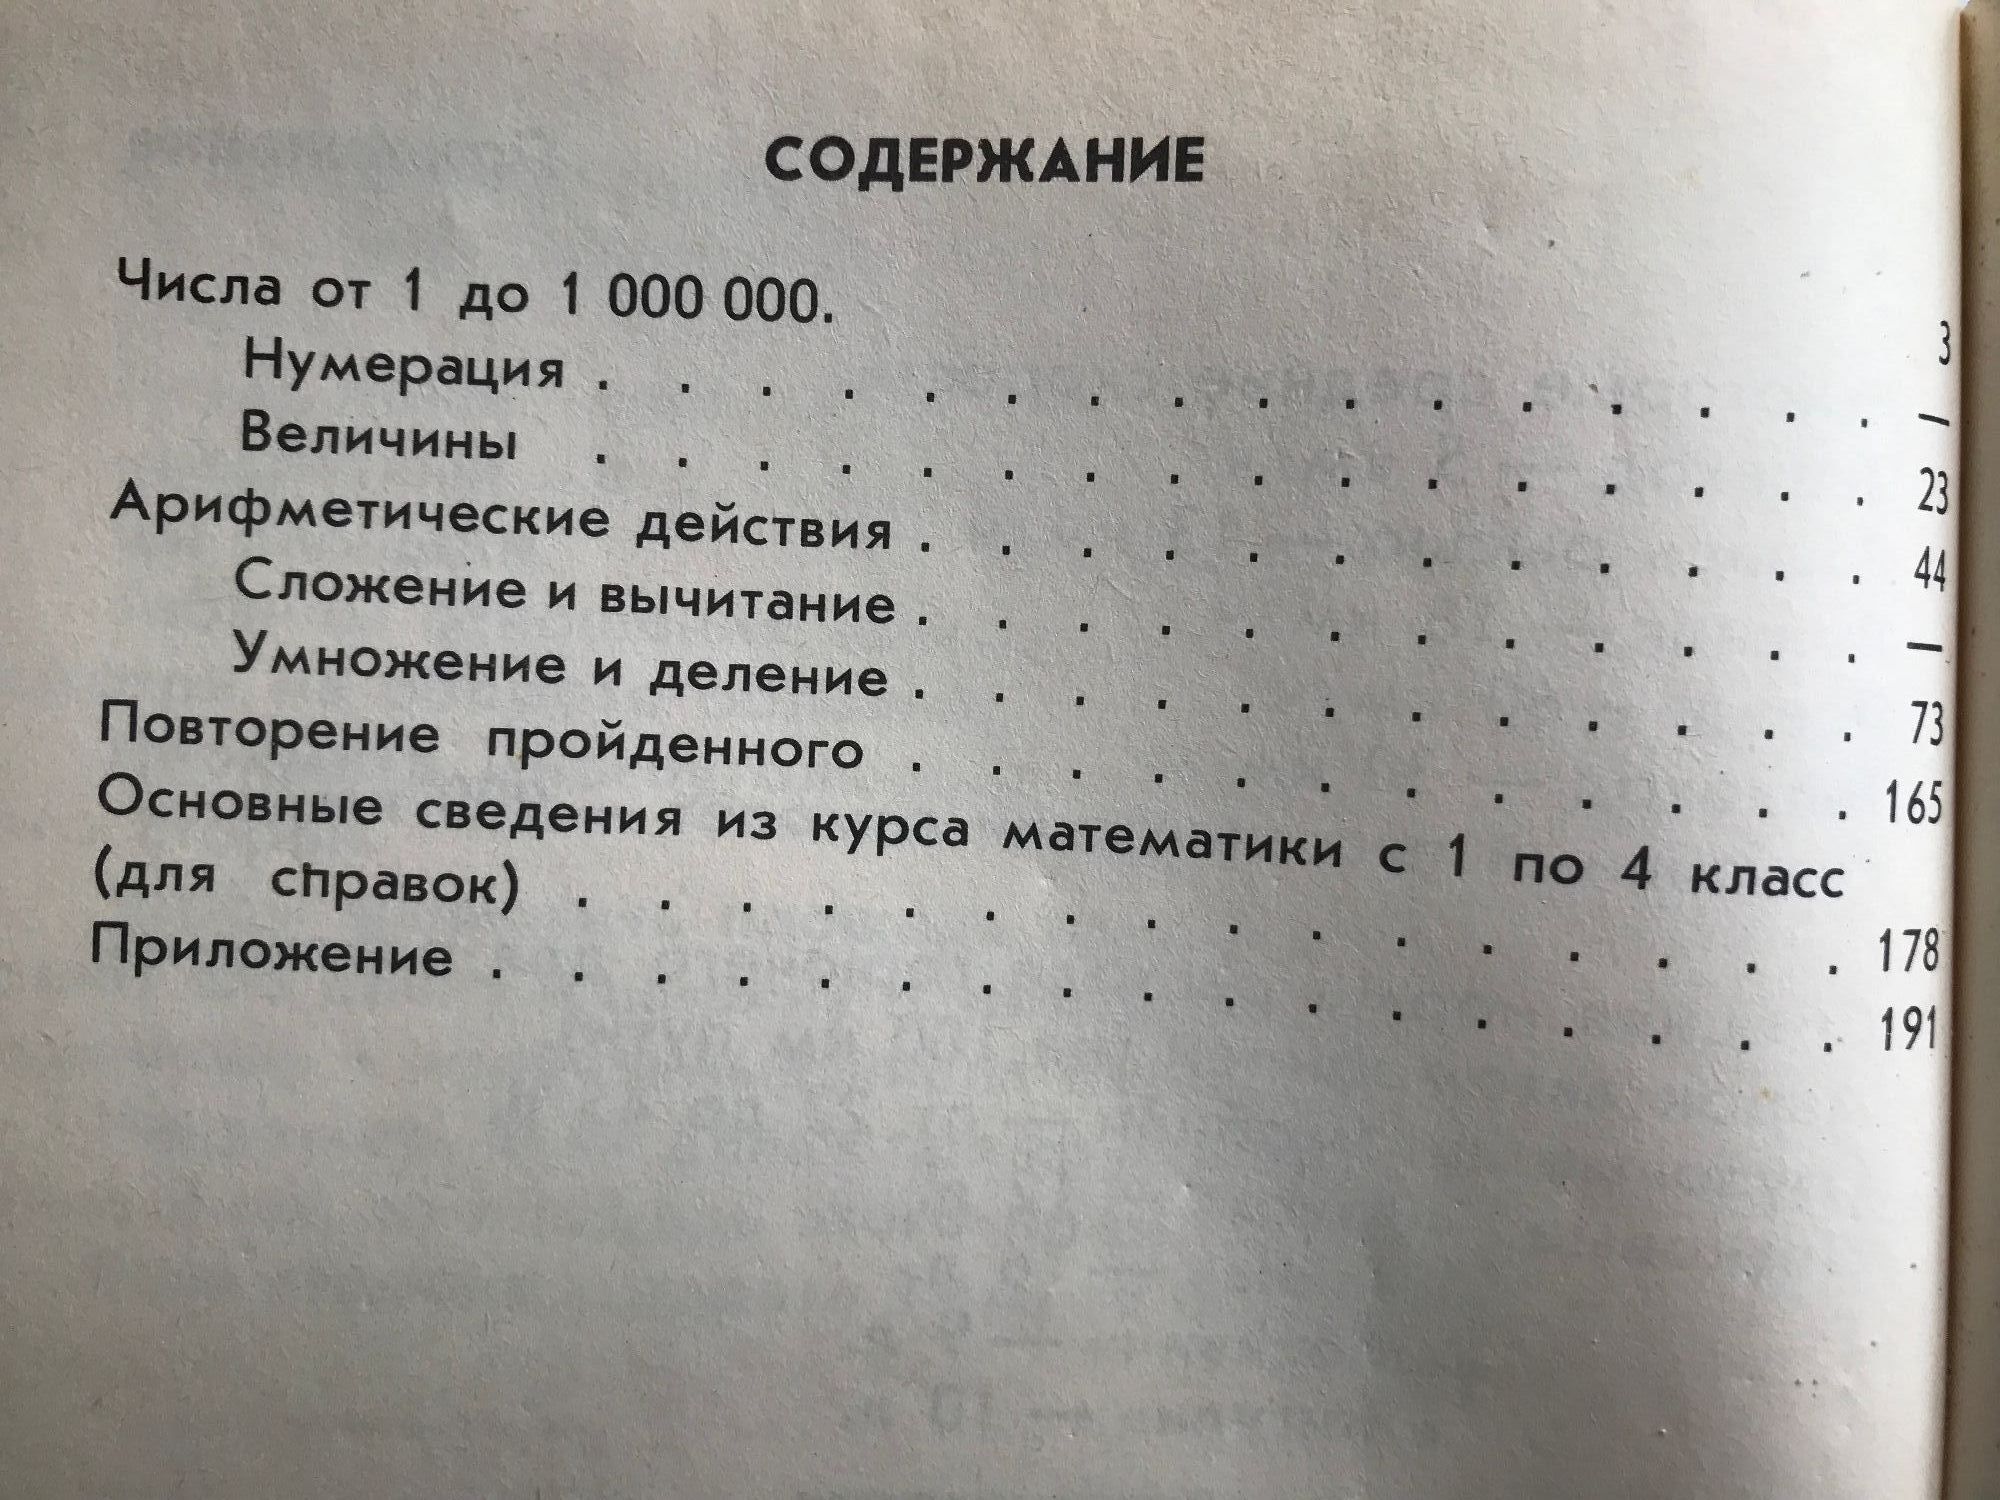 СОДЕРЖАНИЕ
Числа от 1 до 1 000 000. 3
Нумерация . . . . . . . . . . . . . . . . —
Величины . . . . . . . . . . . . . . . . 23
Арифметические действия . . . . . . . . . . . . 44
Сложение и вычитание . . . . . . . . . . . . —
Умножение и деление . . . . . . . . . . . . 73
Повторение пройденного . . . . . . . . . . . . 165
Основные сведения из курса математики с 1 по 4 класс
(для справок) . . . . . . . . . . . . . . . . 178
Приложение . . . . . . . . . . . . . . . . . 191